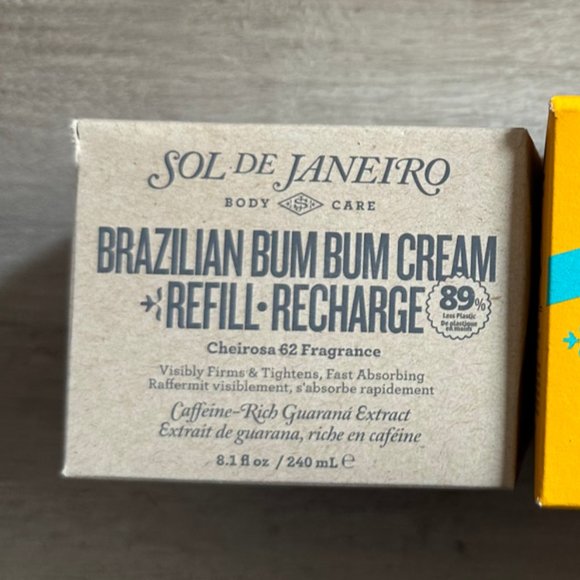 SOL DE JANEIRO
BODY CARE
BRAZILIAN BUM BUM CREAM
REFILL • RECHARGE
89%
Less Plastic
De plastique
en moins
Cheirosa 62 Fragrance
Visibly Firms & Tightens, Fast Absorbing
Raffermit visiblement, s'absorbe rapidement
Caffeine-Rich Guaraná Extract
Extrait de guarana, riche en caféine
8.1 fl oz / 240 mL ℮